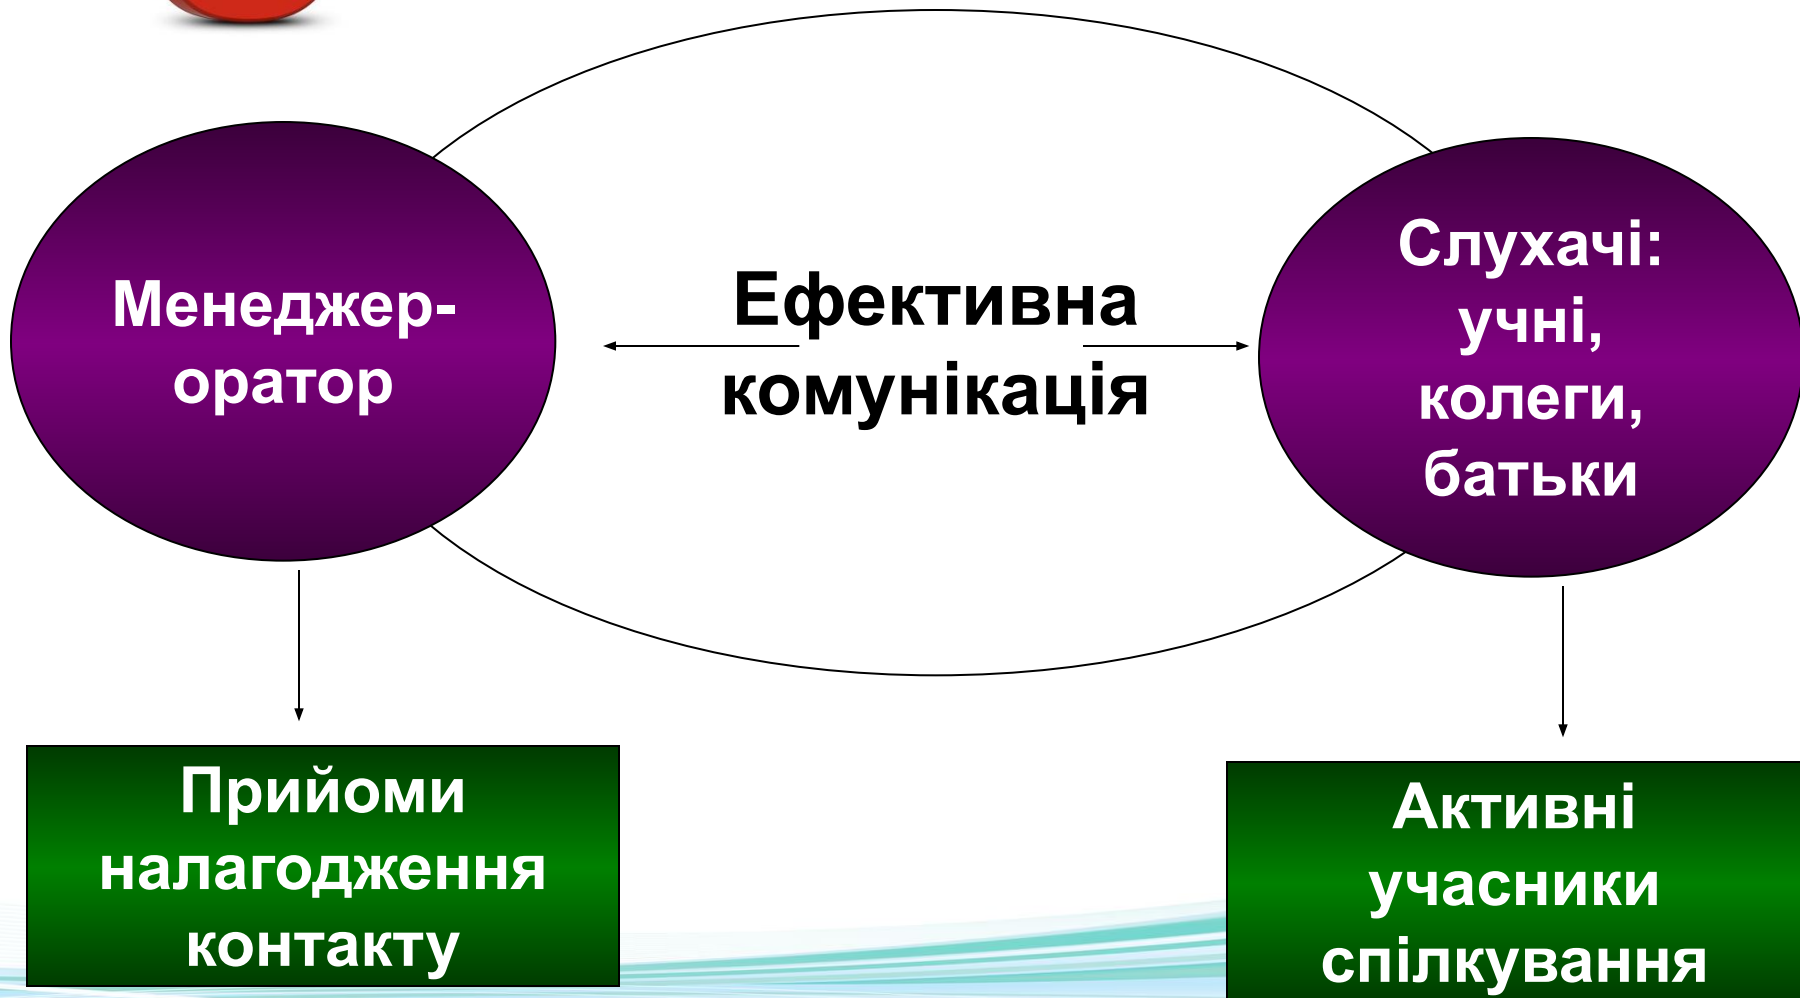 Менеджер-
оратор
Ефективна
комунікація
Слухачі:
учні,
колеги,
батьки
Прийоми
налагодження
контакту
Активні
учасники
спілкування